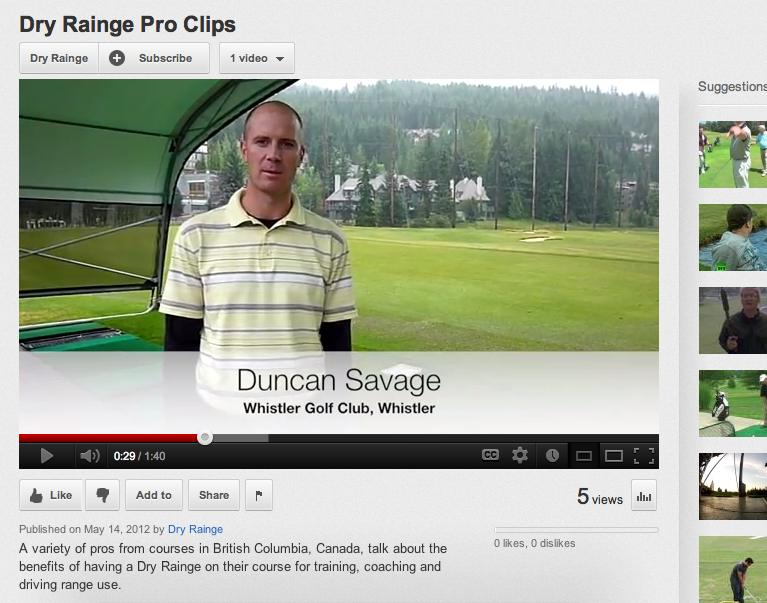 Dry Rainge Pro Clips
Dry Rainge
Subscribe
1 video
Suggestions
Duncan Savage
Whistler Golf Club, Whistler
0:29 / 1:40
CC
Like
Add to
Share
5 views
Published on May 14, 2012 by Dry Rainge
0 likes, 0 dislikes
A variety of pros from courses in British Columbia, Canada, talk about the
benefits of having a Dry Rainge on their course for training, coaching and
driving range use.